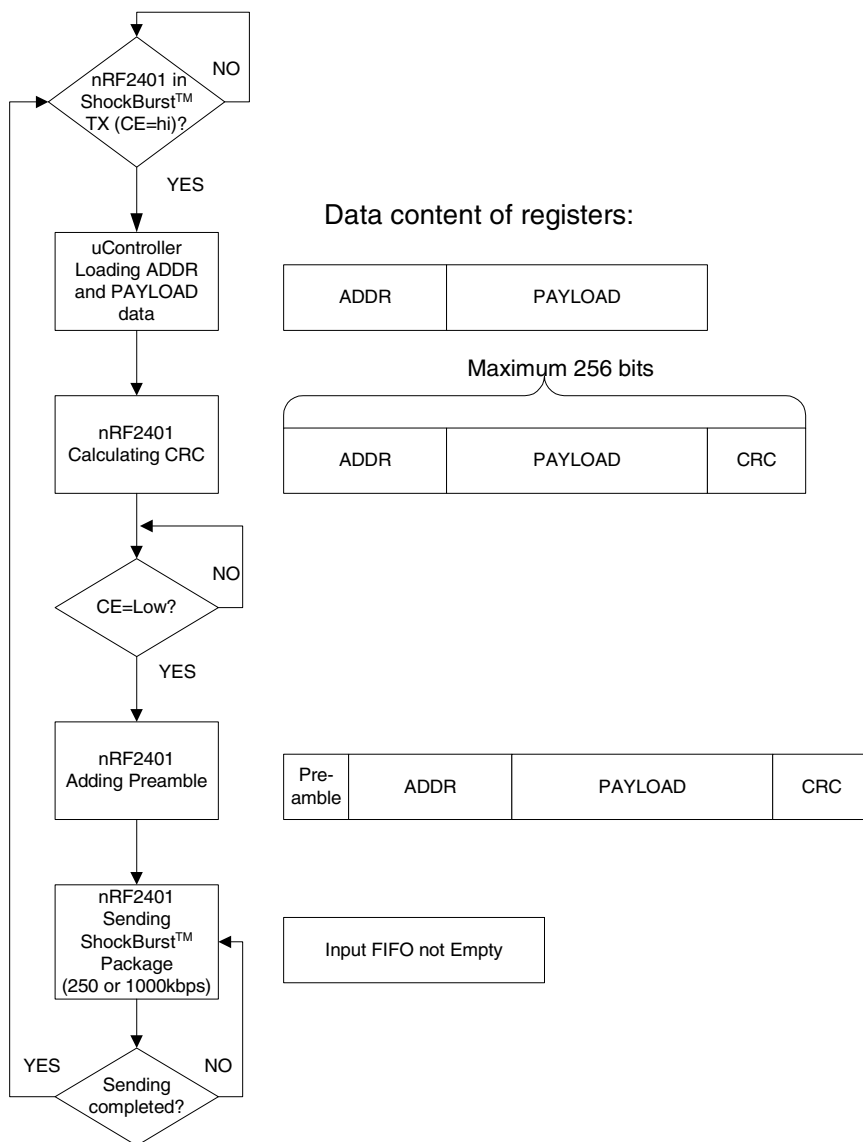 nRF2401 in
ShockBurst™
TX (CE=hi)?
NO
YES
Data content of registers:
uController
Loading ADDR
and PAYLOAD
data
ADDR
PAYLOAD
Maximum 256 bits
nRF2401
Calculating CRC
ADDR
PAYLOAD
CRC
NO
CE=Low?
YES
nRF2401
Adding Preamble
Pre-
amble
ADDR
PAYLOAD
CRC
nRF2401
Sending
ShockBurst™
Package
(250 or 1000kbps)
Input FIFO not Empty
YES
NO
Sending
completed?